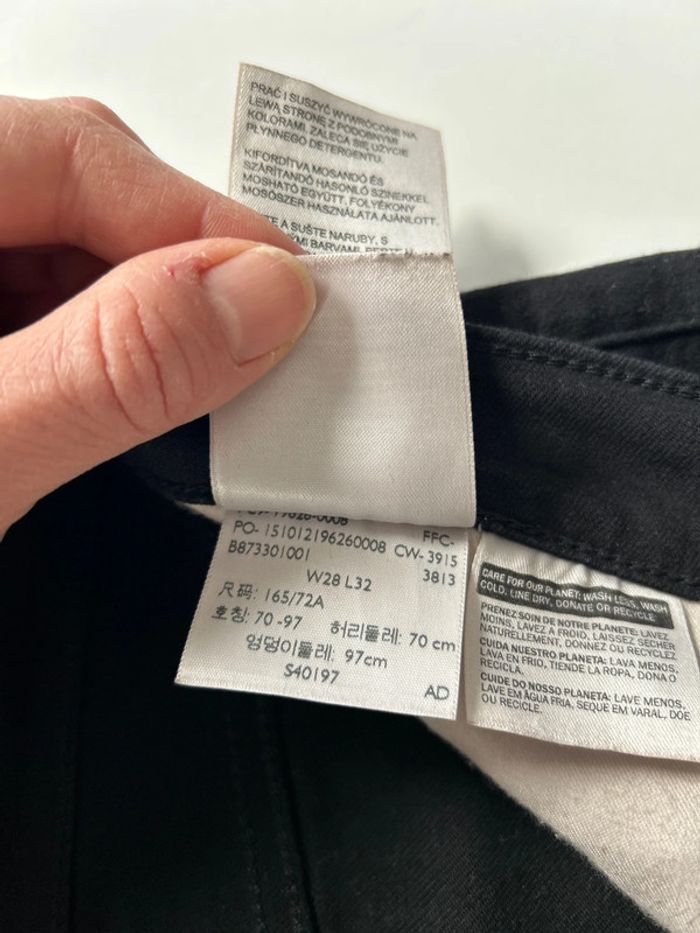 PRAĆ I SUSZYĆ WYWRÓCONE NA
LEWĄ STRONĘ Z PODOBNYMI
KOLORAMI. ZALECA SIĘ UŻYCIE
PŁYNNEGO DETERGENTU.
KIFORDÍTVA MOSANDÓ ÉS
SZÁRÍTANDÓ HASONLÓ SZÍNEKKEL
MOSHATÓ EGYÜTT. FOLYÉKONY
MOSÓSZER HASZNÁLATA AJÁNLOTT.
A SUŠTE NARUBY, S
BARVAMI.
PO- 151012196260008 FFC-
B873301001 CW- 3915
3813
W28 L32
尺码: 165/72A
호칭: 70 -97 허리둘레: 70 cm
엉덩이둘레: 97cm
S40197
AD
CARE FOR OUR PLANET: WASH LESS, WASH
COLD, LINE DRY, DONATE OR RECYCLE
PRENEZ SOIN DE NOTRE PLANETE: LAVEZ
MOINS, LAVEZ A FROID, LAISSEZ SÉCHER
NATURELLEMENT, DONNEZ OU RECYCLEZ
CUIDA NUESTRO PLANETA: LAVA MENOS,
LAVA EN FRIO, TIENDE LA ROPA, DONA O
RECICLA.
CUIDE DO NOSSO PLANETA: LAVE MENOS,
LAVE EM ÁGUA FRIA, SEQUE EM VARAL, DOE
OU RECICLE.